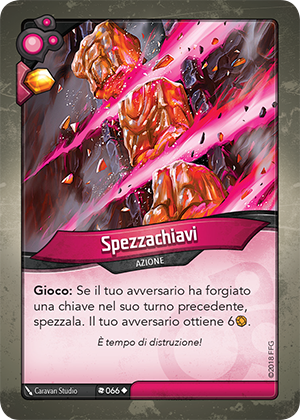 Spezzachiavi
AZIONE
Gioco: Se il tuo avversario ha forgiato
una chiave nel suo turno precedente,
spezzala. Il tuo avversario ottiene 6.
È tempo di distruzione!
Caravan Studio 066
©2018 FFG